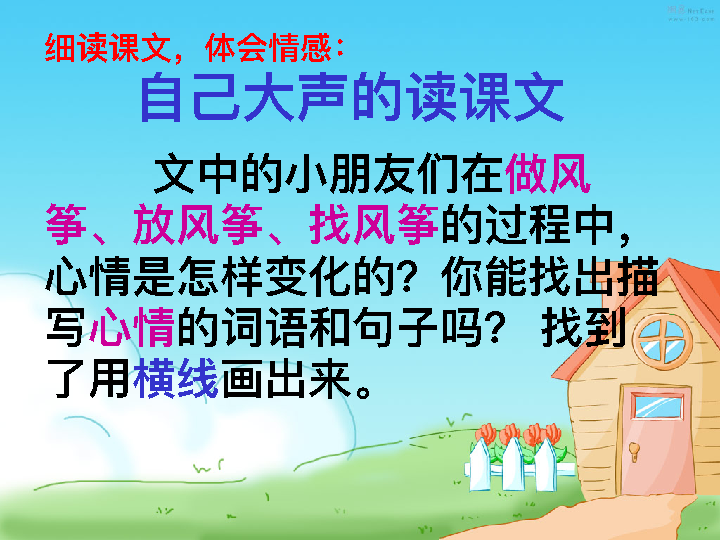 细读课文，体会情感：
自己大声的读课文
文中的小朋友们在做风
筝、放风筝、找风筝的过程中，
心情是怎样变化的？你能找出描
写心情的词语和句子吗？ 找到
了用横线画出来。